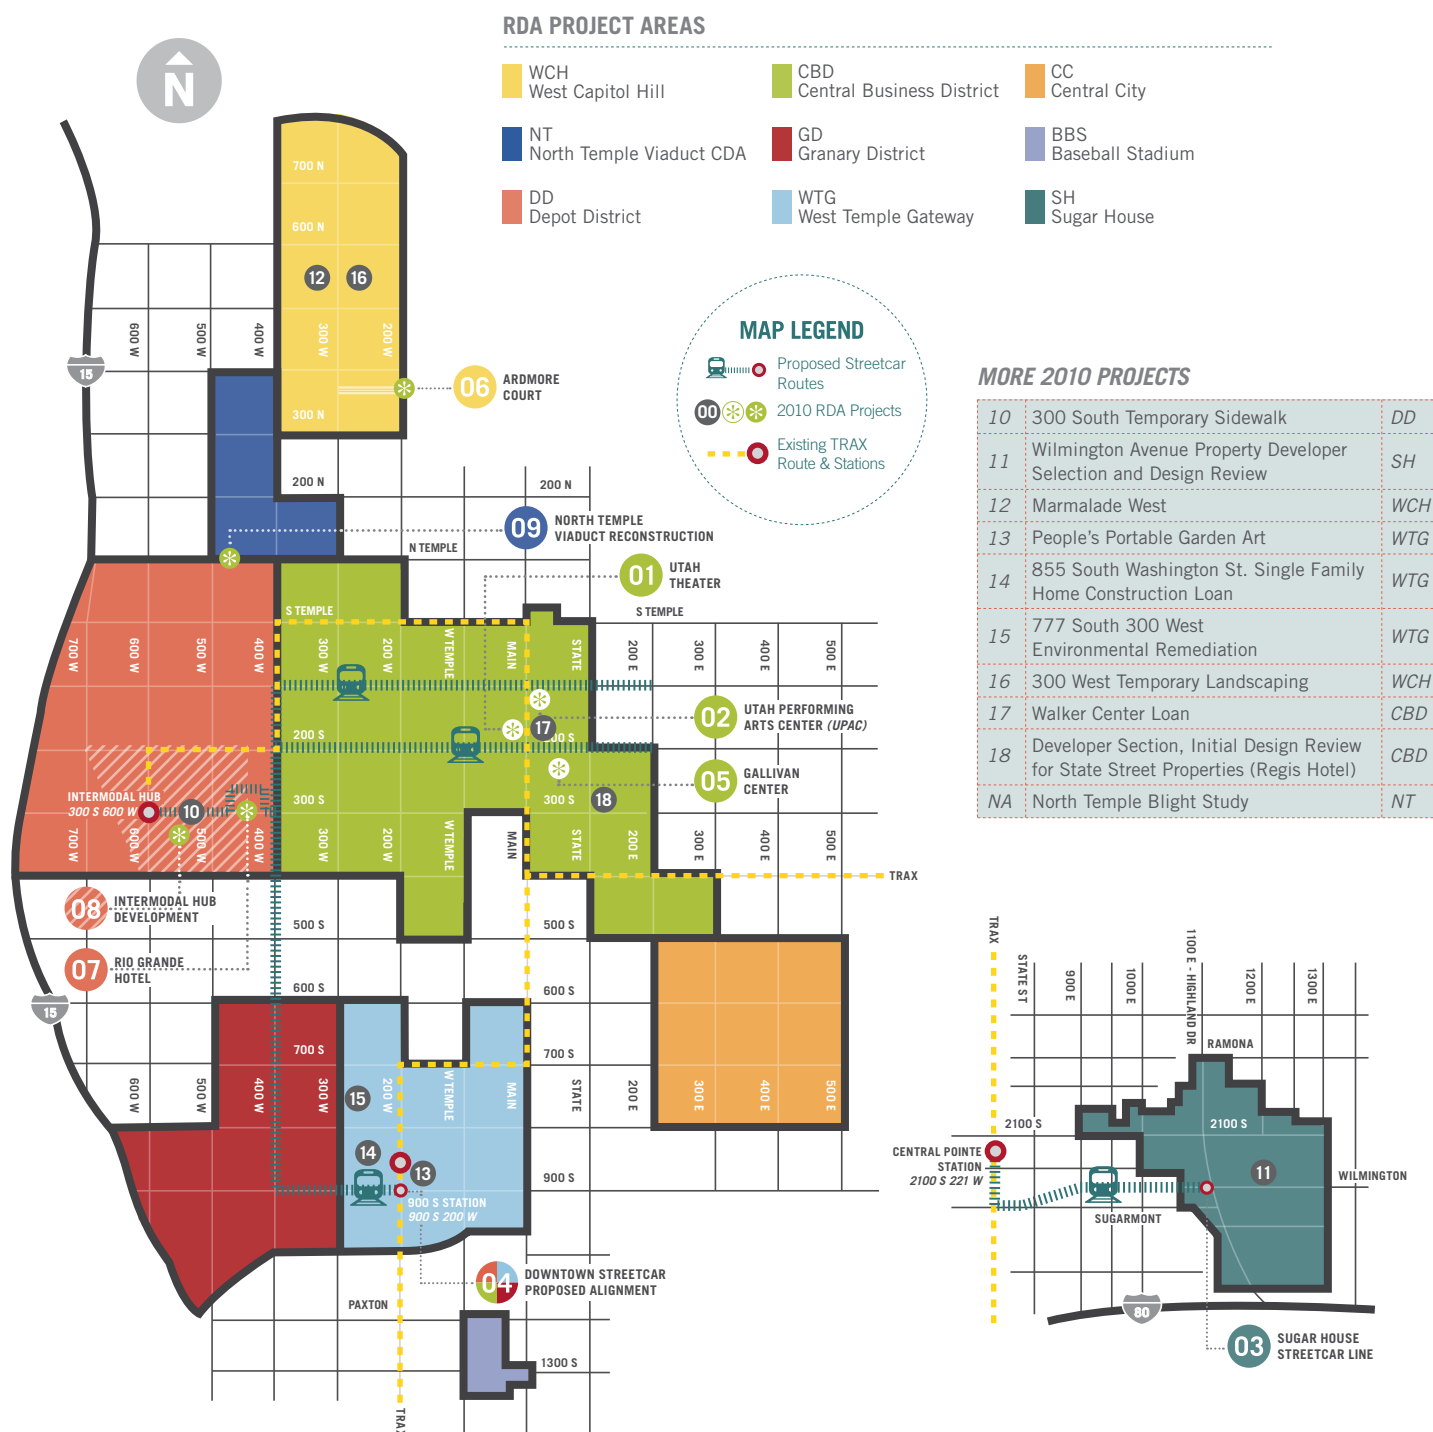 RDA PROJECT AREAS
WCH
West Capitol Hill
CBD
Central Business District
CC
Central City
NT
North Temple Viaduct CDA
GD
Granary District
BBS
Baseball Stadium
DD
Depot District
WTG
West Temple Gateway
SH
Sugar House
N
MAP LEGEND
Proposed Streetcar
Routes
00
2010 RDA Projects
Existing TRAX
Route & Stations
MORE 2010 PROJECTS
10 300 South Temporary Sidewalk DD
11 Wilmington Avenue Property Developer
Selection and Design Review SH
12 Marmalade West WCH
13 People's Portable Garden Art WTG
14 855 South Washington St. Single Family
Home Construction Loan WTG
15 777 South 300 West
Environmental Remediation WTG
16 300 West Temporary Landscaping WCH
17 Walker Center Loan CBD
18 Developer Section, Initial Design Review
for State Street Properties (Regis Hotel) CBD
NA North Temple Blight Study NT
700 N
600 N
12 16
600 W
500 W
400 W
300 W
200 W
15
300 N
06 ARDMORE
COURT
200 N
200 N
09 NORTH TEMPLE
VIADUCT RECONSTRUCTION
N TEMPLE
01 UTAH
THEATER
S TEMPLE
S TEMPLE
700 W
600 W
500 W
400 W
300 W
200 W
W TEMPLE
MAIN
STATE
200 E
300 E
400 E
500 E
02 UTAH PERFORMING
ARTS CENTER (UPAC)
17
200 S
00 S
05 GALLIVAN
CENTER
INTERMODAL HUB
300 S 600 W
10
300 S
300 S
18
700 W
600 W
500 W
400 W
300 W
200 W
W TEMPLE
MAIN
STATE
200 E
300 E
400 E
500 E
TRAX
08 INTERMODAL HUB
DEVELOPMENT
500 S
500 S
07 RIO GRANDE
HOTEL
600 S
600 S
15
700 S
700 S
600 W
500 W
400 W
300 W
200 W
W TEMPLE
MAIN
STATE
200 E
300 E
400 E
500 E
15
14
13
900 S
900 S STATION
900 S 200 W
04 DOWNTOWN STREETCAR
PROPOSED ALIGNMENT
PAXTON
1300 S
TRAX
TRAX
STATE ST
900 E
1000 E
1100 E - HIGHLAND DR
1200 E
1300 E
RAMONA
2100 S
2100 S
CENTRAL POINTE
STATION
2100 S 221 W
11
WILMINGTON
SUGARMONT
80
03 SUGAR HOUSE
STREETCAR LINE